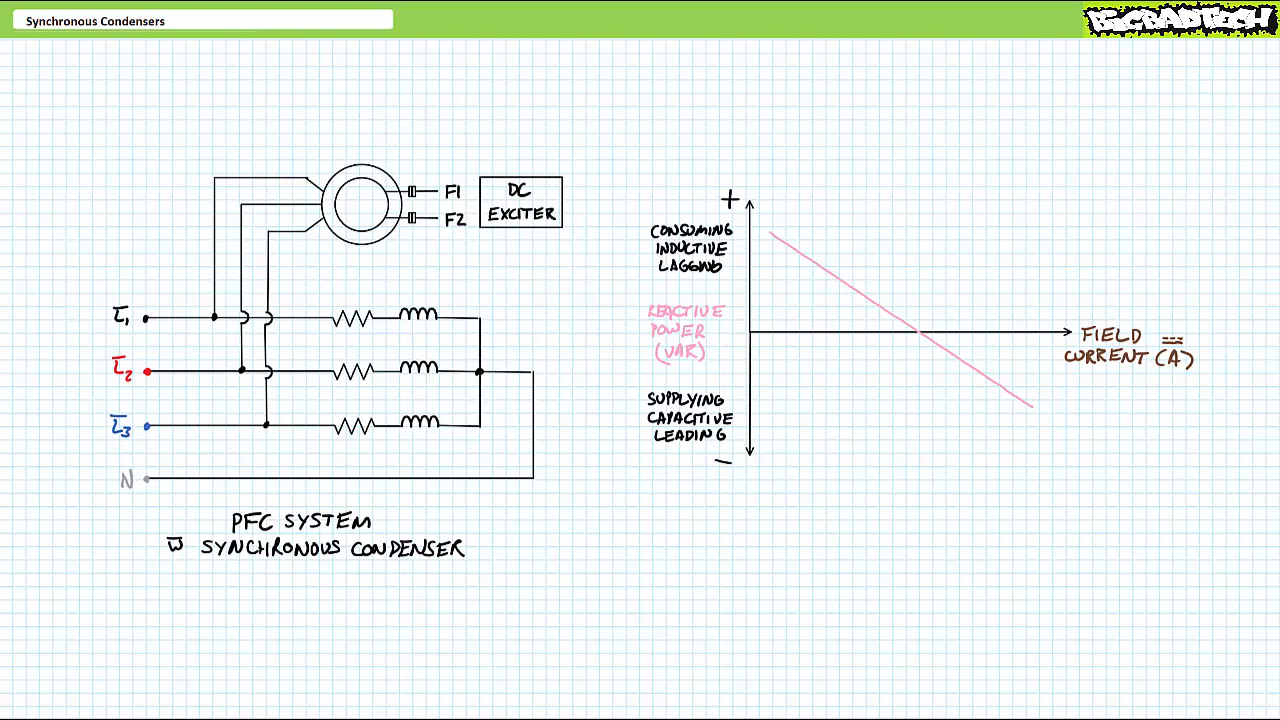 Synchronous Condensers
BIGBADTECH
F1
F2
DC
EXCITER
L1
L2
L3
N
PFC SYSTEM
w̅ SYNCHRONOUS CONDENSER
+
CONSUMING
INDUCTIVE
LAGGING
REACTIVE
POWER
(VAR)
SUPPLYING
CAPACITIVE
LEADING
−
FIELD ⎓
CURRENT (A)